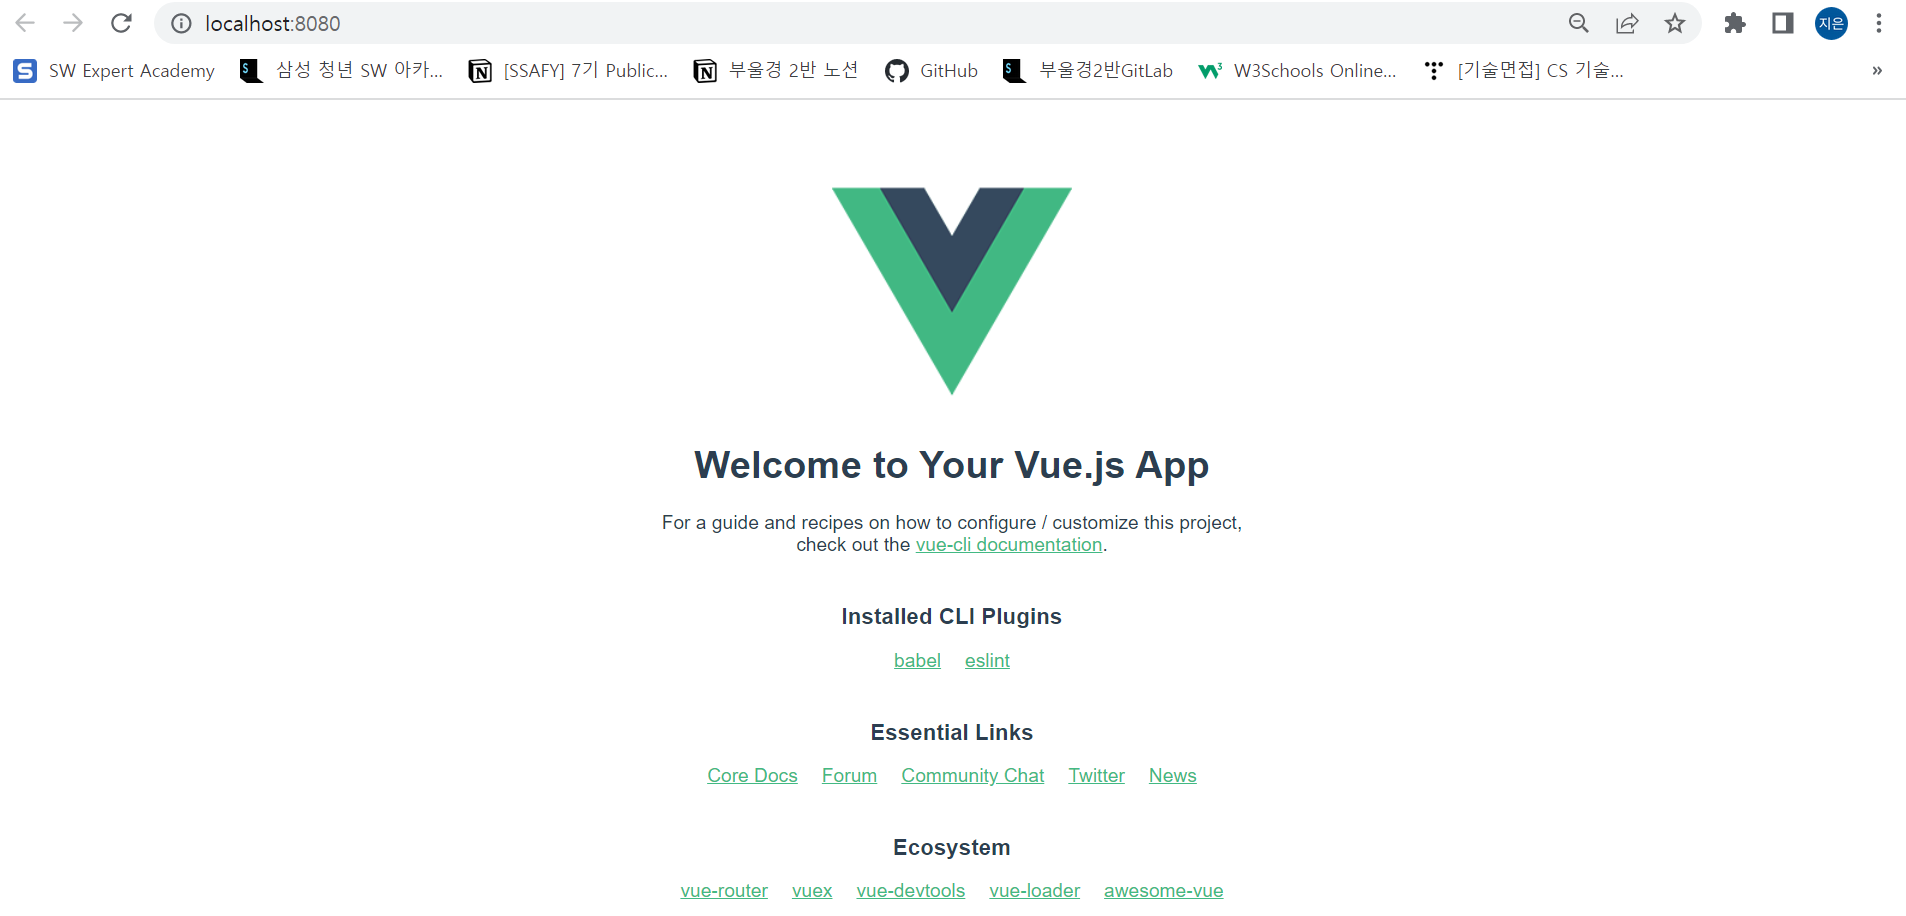 localhost:8080
지은
SW Expert Academy 삼성 청년 SW 아카... [SSAFY] 7기 Public... 부울경 2반 노션 GitHub 부울경2반GitLab W3Schools Online... [기술면접] CS 기술... »
Welcome to Your Vue.js App
For a guide and recipes on how to configure / customize this project,
check out the vue-cli documentation.
Installed CLI Plugins
babel eslint
Essential Links
Core Docs Forum Community Chat Twitter News
Ecosystem
vue-router vuex vue-devtools vue-loader awesome-vue